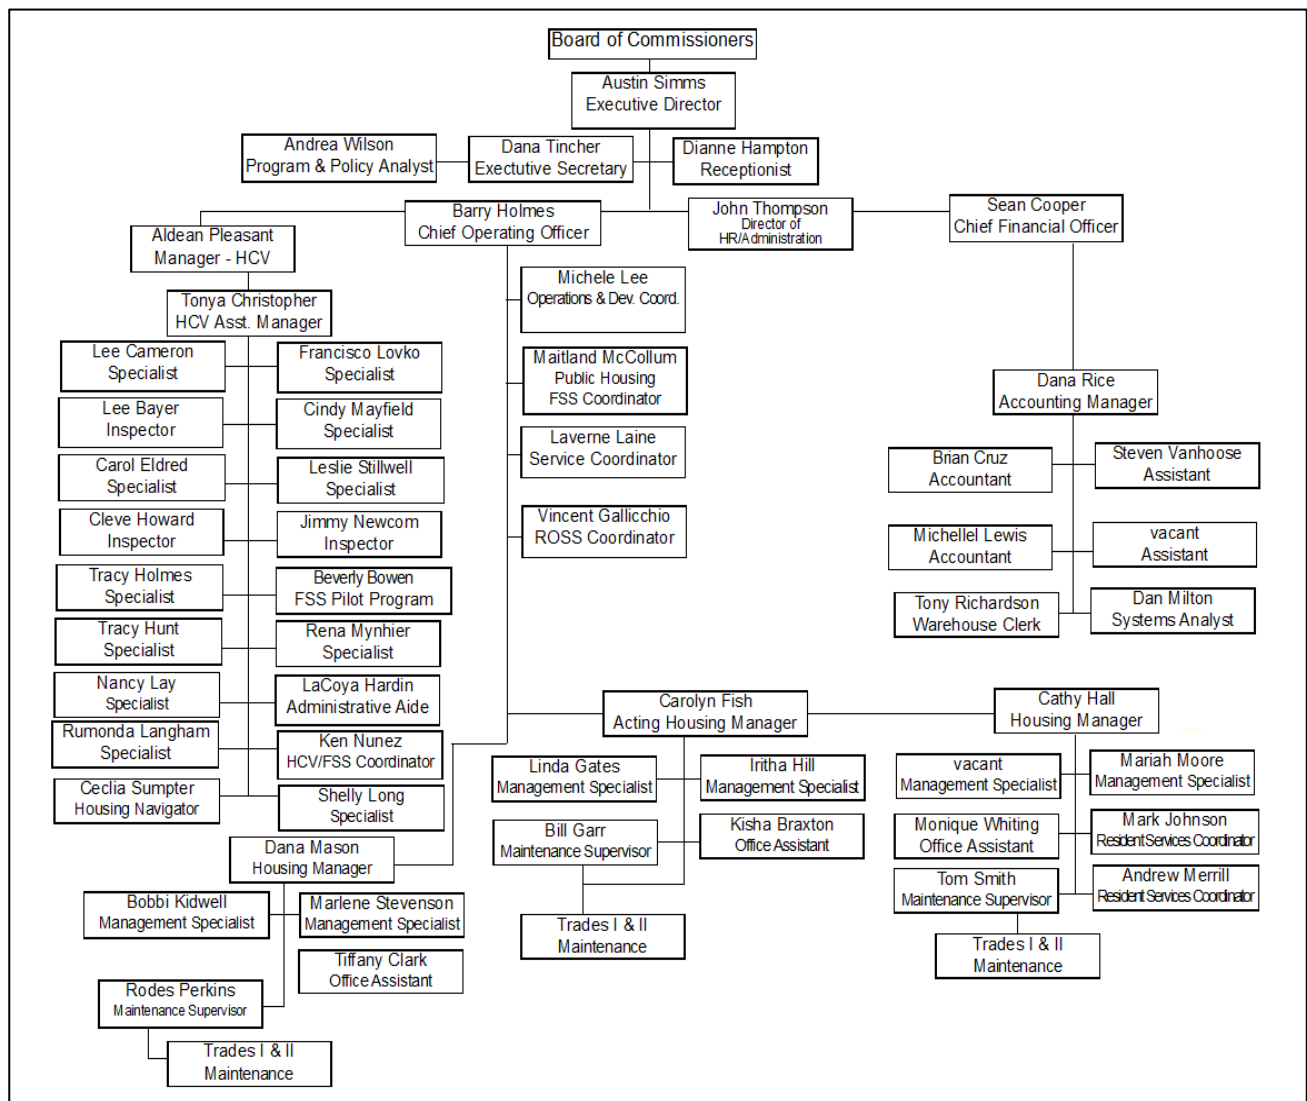 Board of Commissioners
Austin Simms
Executive Director
Andrea Wilson
Program & Policy Analyst
Dana Tincher
Exectutive Secretary
Dianne Hampton
Receptionist
Barry Holmes
Chief Operating Officer
John Thompson
Director of
HR/Administration
Sean Cooper
Chief Financial Officer
Aldean Pleasant
Manager - HCV
Tonya Christopher
HCV Asst. Manager
Lee Cameron
Specialist
Francisco Lovko
Specialist
Lee Bayer
Inspector
Cindy Mayfield
Specialist
Carol Eldred
Specialist
Leslie Stillwell
Specialist
Cleve Howard
Inspector
Jimmy Newcom
Inspector
Tracy Holmes
Specialist
Beverly Bowen
FSS Pilot Program
Tracy Hunt
Specialist
Rena Mynhier
Specialist
Nancy Lay
Specialist
LaCoya Hardin
Administrative Aide
Rumonda Langham
Specialist
Ken Nunez
HCV/FSS Coordinator
Ceclia Sumpter
Housing Navigator
Shelly Long
Specialist
Michele Lee
Operations & Dev. Coord.
Maitland McCollum
Public Housing
FSS Coordinator
Laverne Laine
Service Coordinator
Vincent Gallicchio
ROSS Coordinator
Dana Rice
Accounting Manager
Brian Cruz
Accountant
Steven Vanhoose
Assistant
Michellel Lewis
Accountant
vacant
Assistant
Tony Richardson
Warehouse Clerk
Dan Milton
Systems Analyst
Dana Mason
Housing Manager
Bobbi Kidwell
Management Specialist
Marlene Stevenson
Management Specialist
Tiffany Clark
Office Assistant
Rodes Perkins
Maintenance Supervisor
Trades I & II
Maintenance
Carolyn Fish
Acting Housing Manager
Linda Gates
Management Specialist
Iritha Hill
Management Specialist
Bill Garr
Maintenance Supervisor
Kisha Braxton
Office Assistant
Trades I & II
Maintenance
Cathy Hall
Housing Manager
vacant
Management Specialist
Mariah Moore
Management Specialist
Monique Whiting
Office Assistant
Mark Johnson
Resident Services Coordinator
Tom Smith
Maintenance Supervisor
Andrew Merrill
Resident Services Coordinator
Trades I & II
Maintenance